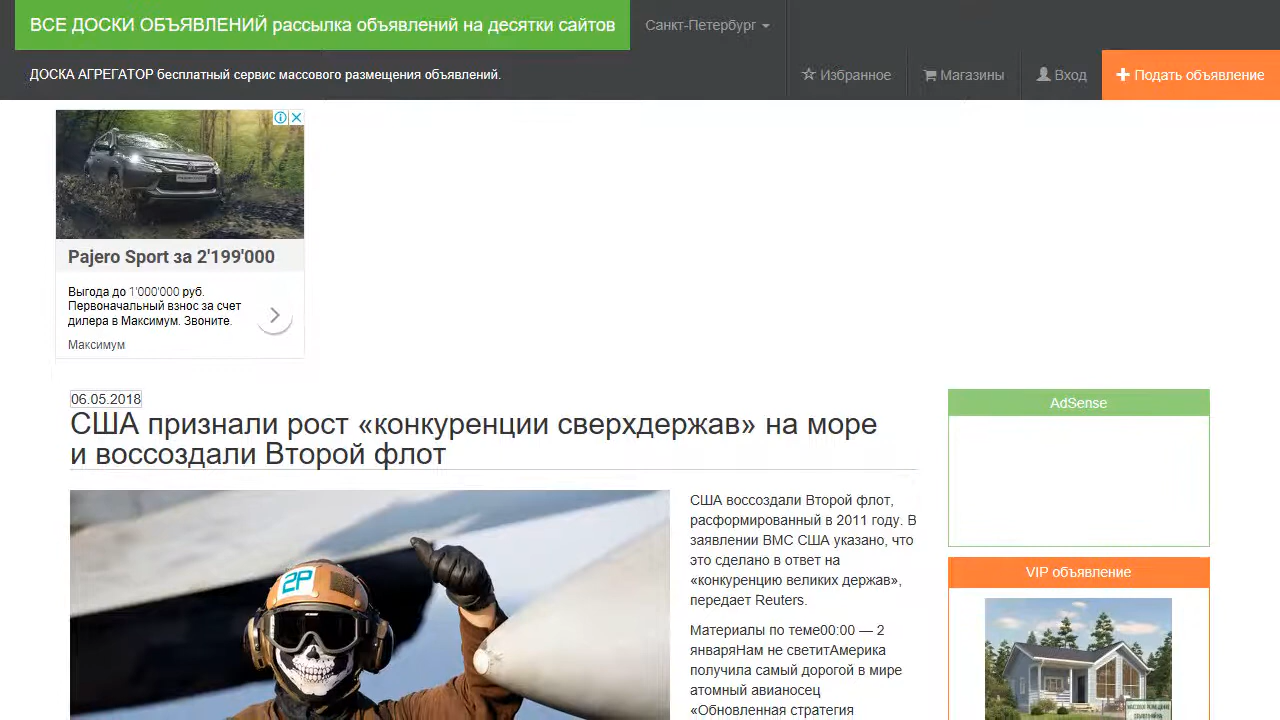 ВСЕ ДОСКИ ОБЪЯВЛЕНИЙ рассылка объявлений на десятки сайтов
Санкт-Петербург
ДОСКА АГРЕГАТОР бесплатный сервис массового размещения объявлений.
Избранное
Магазины
Вход
Подать объявление
Pajero Sport за 2'199'000
Выгода до 1'000'000 руб.
Первоначальный взнос за счет
дилера в Максимум. Звоните.
Максимум
06.05.2018
США признали рост «конкуренции сверхдержав» на море
и воссоздали Второй флот
2P
США воссоздали Второй флот,
расформированный в 2011 году. В
заявлении ВМС США указано, что
это сделано в ответ на
«конкуренцию великих держав»,
передает Reuters.
Материалы по теме00:00 — 2
январяНам не светитАмерика
получила самый дорогой в мире
атомный авианосец
«Обновленная стратегия
AdSense
VIP объявление